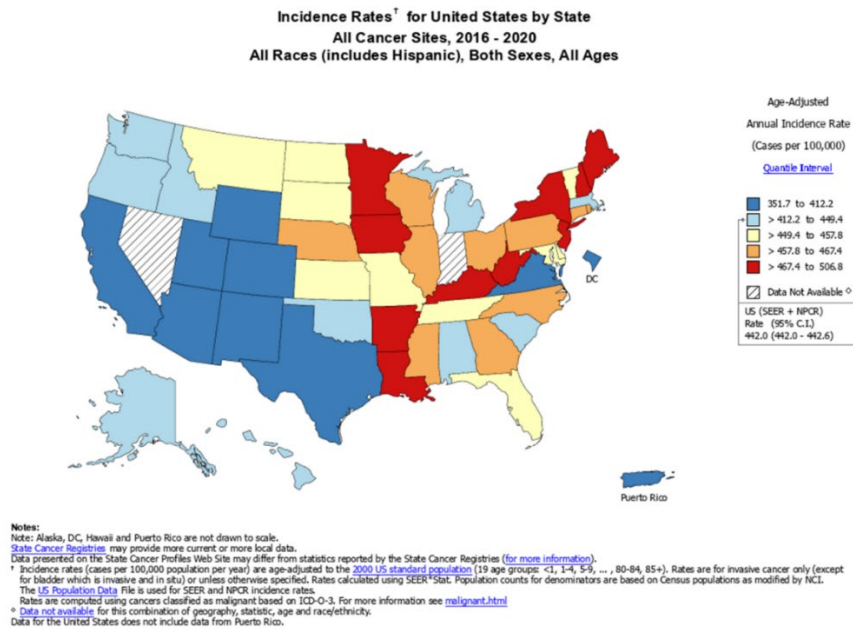 Incidence Rates† for United States by State
All Cancer Sites, 2016 - 2020
All Races (includes Hispanic), Both Sexes, All Ages
Age-Adjusted
Annual Incidence Rate
(Cases per 100,000)
Quantile Interval
351.7 to 412.2
> 412.2 to 449.4
> 449.4 to 457.8
> 457.8 to 467.4
> 467.4 to 506.8
Data Not Available ◇
US (SEER + NPCR)
Rate (95% C.I.)
442.0 (442.0 - 442.6)
DC
Puerto Rico
Notes:
Note: Alaska, DC, Hawaii and Puerto Rico are not drawn to scale.
State Cancer Registries may provide more current or more local data.
Data presented on the State Cancer Profiles Web Site may differ from statistics reported by the State Cancer Registries (for more information).
† Incidence rates (cases per 100,000 population per year) are age-adjusted to the 2000 US standard population (19 age groups: <1, 1-4, 5-9, ... , 80-84, 85+). Rates are for invasive cancer only (except
for bladder which is invasive and in situ) or unless otherwise specified. Rates calculated using SEER*Stat. Population counts for denominators are based on Census populations as modified by NCI.
The US Population Data File is used for SEER and NPCR incidence rates.
Rates are computed using cancers classified as malignant based on ICD-O-3. For more information see malignant.html
◇ Data not available for this combination of geography, statistic, age and race/ethnicity.
Data for the United States does not include data from Puerto Rico.